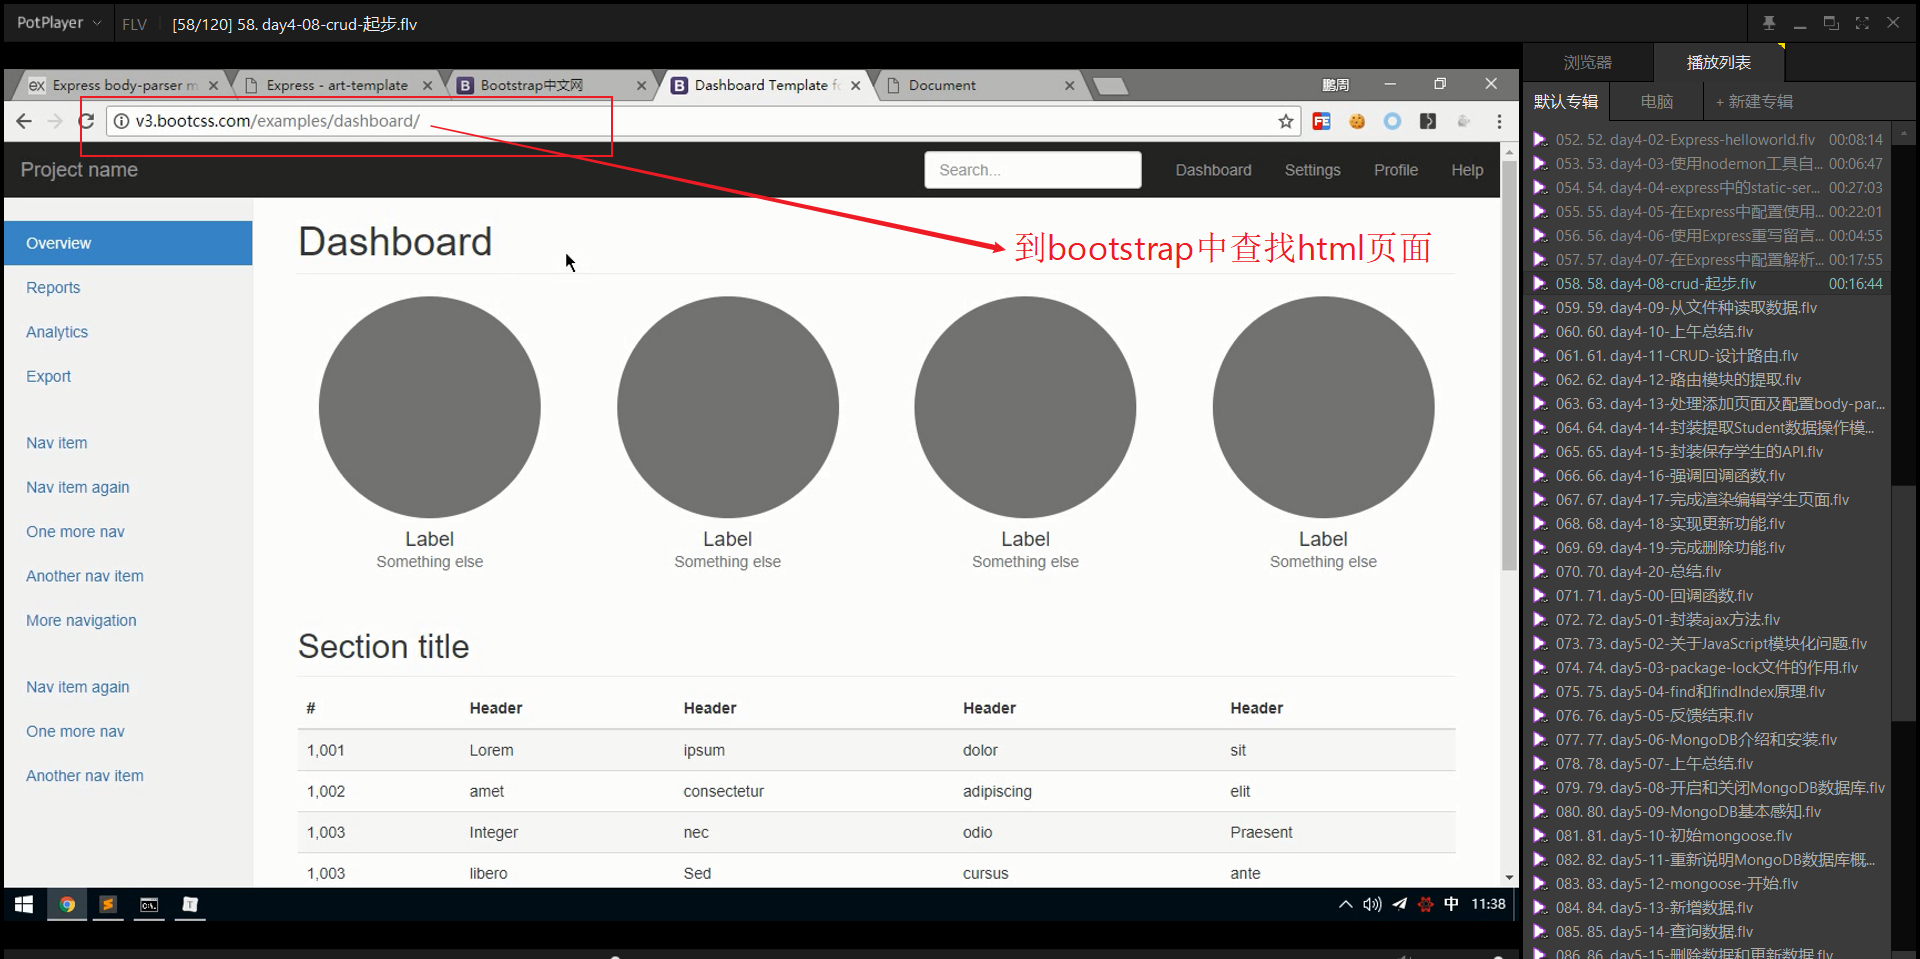 PotPlayer
FLV
[58/120] 58. day4-08-crud-起步.flv
Express body-parser m
Express - art-template
Bootstrap中文网
Dashboard Template fo
Document
鹏周
v3.bootcss.com/examples/dashboard/
Project name
Search...
Dashboard
Settings
Profile
Help
Overview
Reports
Analytics
Export
Nav item
Nav item again
One more nav
Another nav item
More navigation
Nav item again
One more nav
Another nav item
Dashboard
到bootstrap中查找html页面
Label Label Label Label
Something else Something else Something else Something else
Section title
# Header Header Header Header
1,001 Lorem ipsum dolor sit
1,002 amet consectetur adipiscing elit
1,003 Integer nec odio Praesent
1,003 libero Sed cursus ante
中 11:38
浏览器 播放列表
默认专辑 电脑 + 新建专辑
052. 52. day4-02-Express-helloworld.flv 00:08:14
053. 53. day4-03-使用nodemon工具自... 00:06:47
054. 54. day4-04-express中的static-ser... 00:27:03
055. 55. day4-05-在Express中配置使用... 00:22:01
056. 56. day4-06-使用Express重写留言... 00:04:55
057. 57. day4-07-在Express中配置解析... 00:17:55
058. 58. day4-08-crud-起步.flv 00:16:44
059. 59. day4-09-从文件种读取数据.flv
060. 60. day4-10-上午总结.flv
061. 61. day4-11-CRUD-设计路由.flv
062. 62. day4-12-路由模块的提取.flv
063. 63. day4-13-处理添加页面及配置body-par...
064. 64. day4-14-封装提取Student数据操作模...
065. 65. day4-15-封装保存学生的API.flv
066. 66. day4-16-强调回调函数.flv
067. 67. day4-17-完成渲染编辑学生页面.flv
068. 68. day4-18-实现更新功能.flv
069. 69. day4-19-完成删除功能.flv
070. 70. day4-20-总结.flv
071. 71. day5-00-回调函数.flv
072. 72. day5-01-封装ajax方法.flv
073. 73. day5-02-关于JavaScript模块化问题.flv
074. 74. day5-03-package-lock文件的作用.flv
075. 75. day5-04-find和findIndex原理.flv
076. 76. day5-05-反馈结束.flv
077. 77. day5-06-MongoDB介绍和安装.flv
078. 78. day5-07-上午总结.flv
079. 79. day5-08-开启和关闭MongoDB数据库.flv
080. 80. day5-09-MongoDB基本感知.flv
081. 81. day5-10-初始mongoose.flv
082. 82. day5-11-重新说明MongoDB数据库概...
083. 83. day5-12-mongoose-开始.flv
084. 84. day5-13-新增数据.flv
085. 85. day5-14-查询数据.flv
086. 86. day5-15-删除数据和更新数据.flv